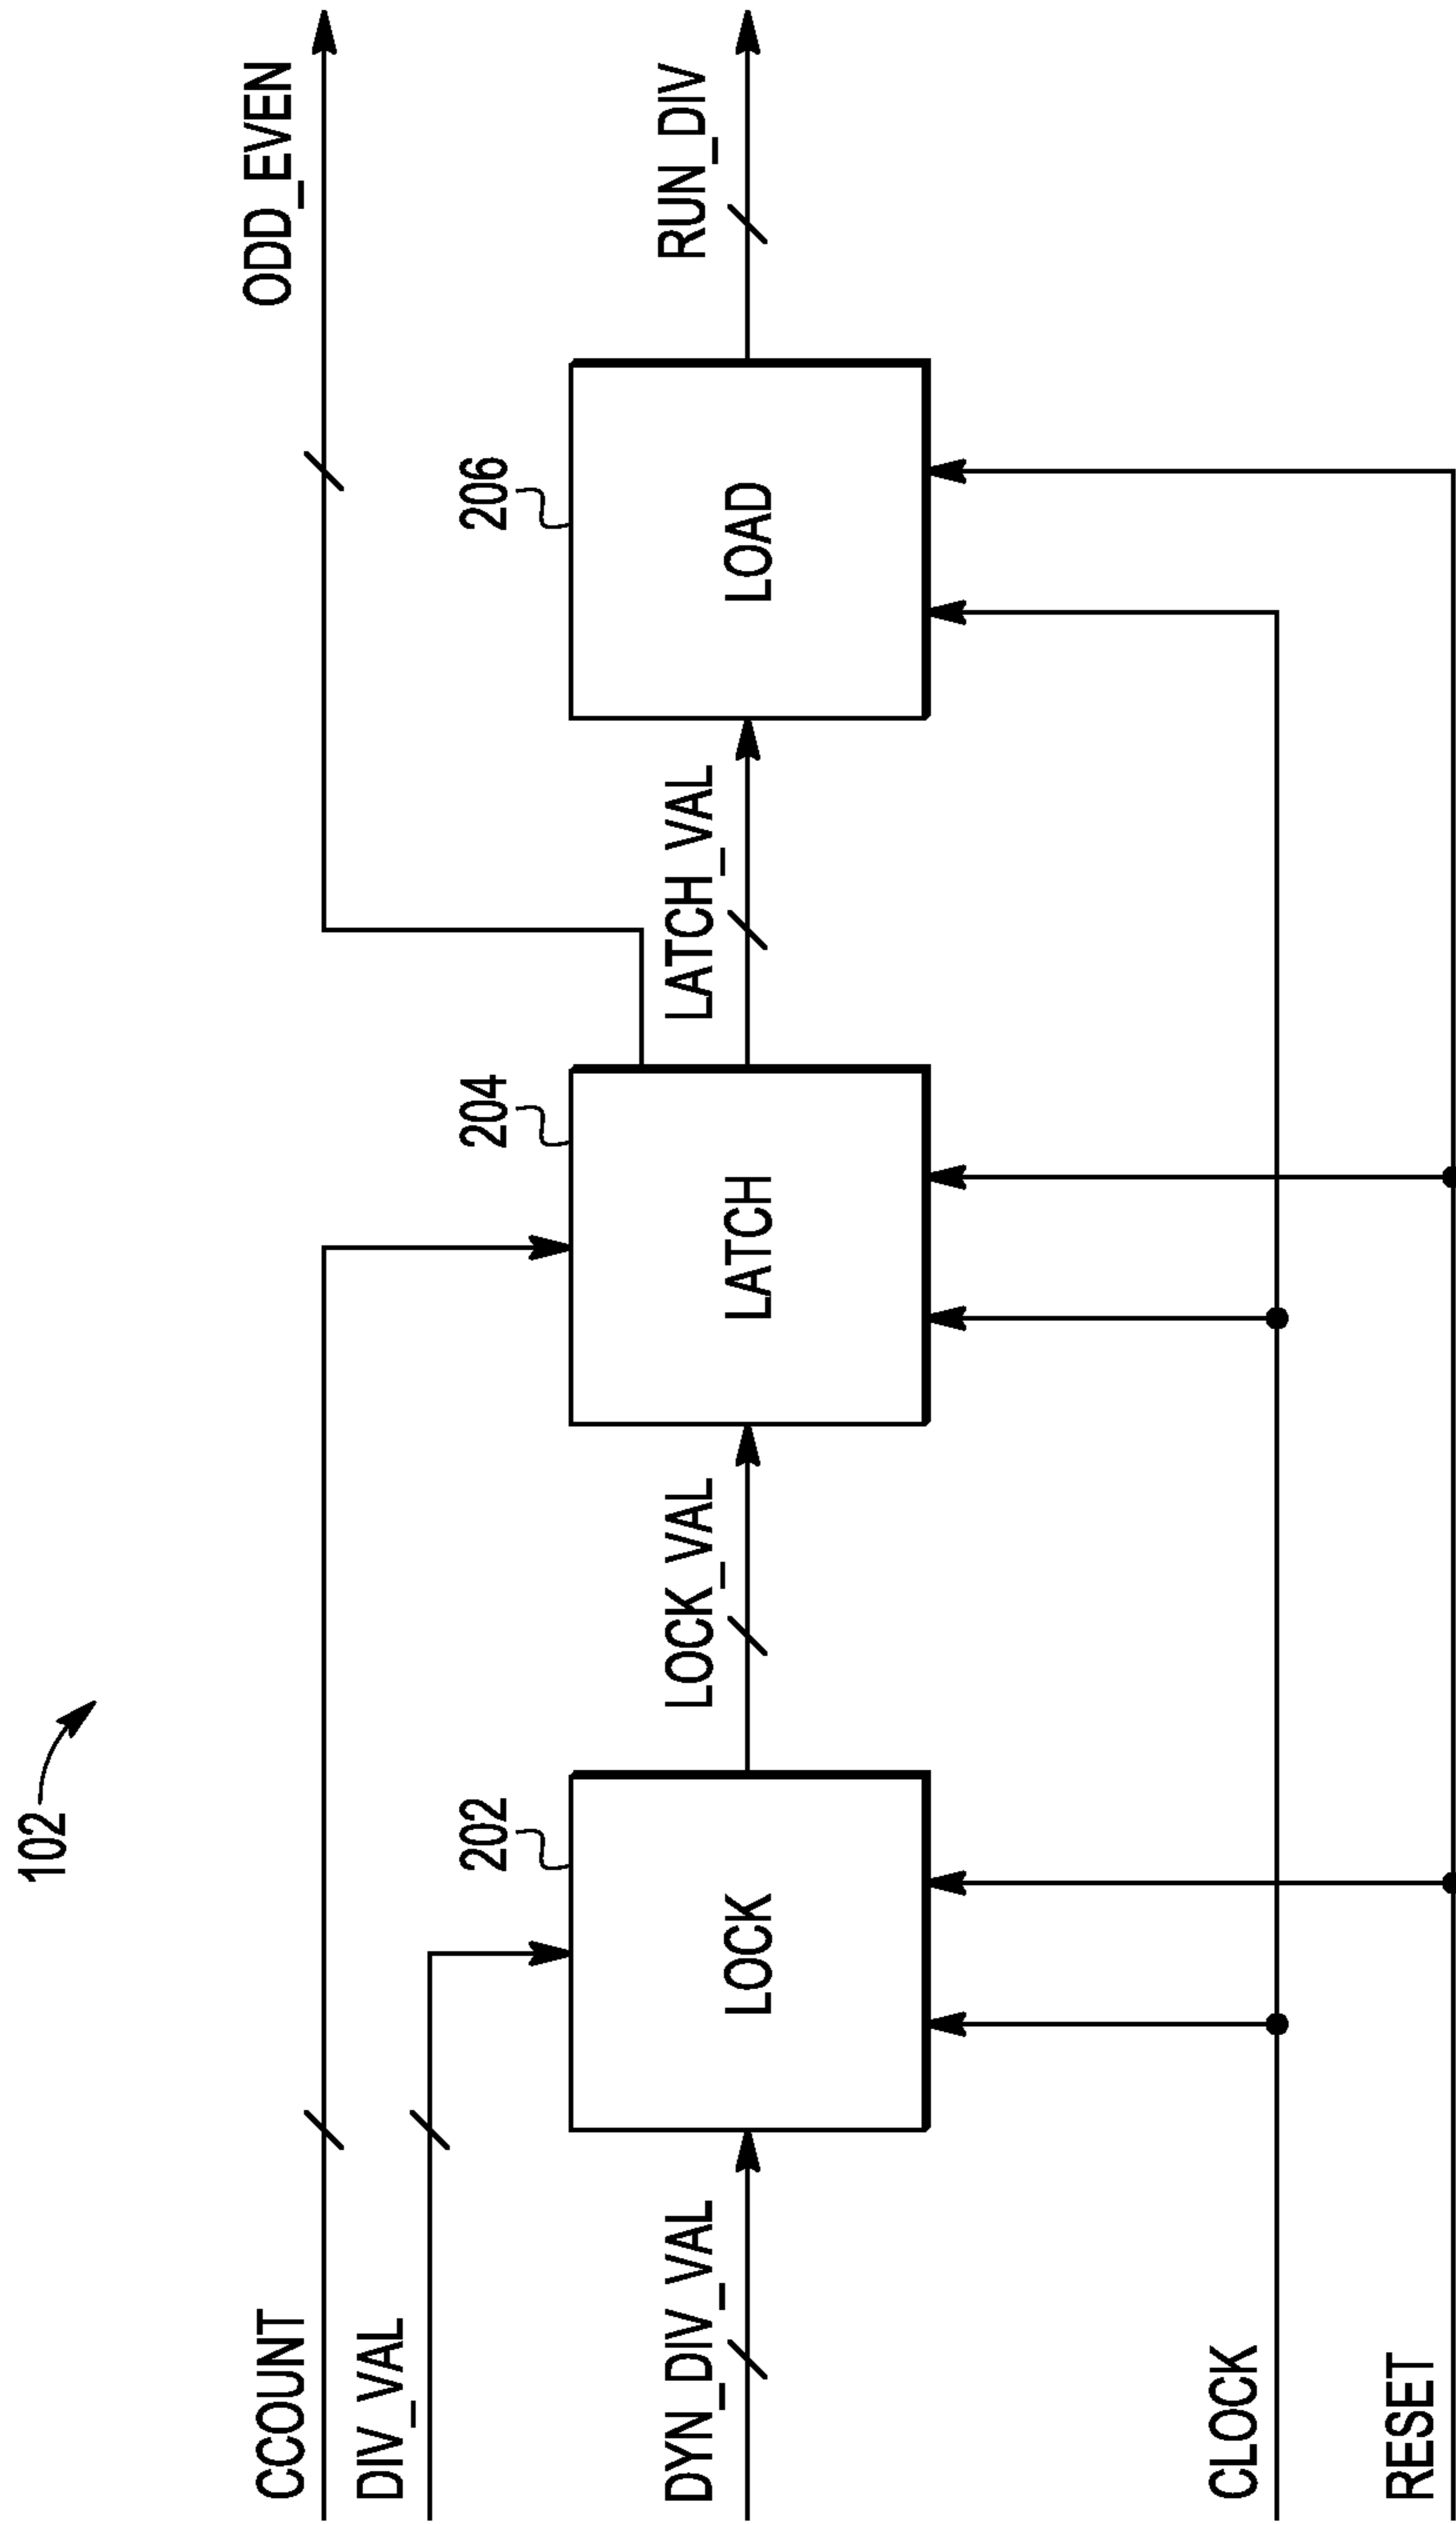 102
CCOUNT
ODD_EVEN
DIV_VAL
202
204
206
DYN_DIV_VAL
LOCK
LOCK_VAL
LATCH
LATCH_VAL
LOAD
RUN_DIV
CLOCK
RESET